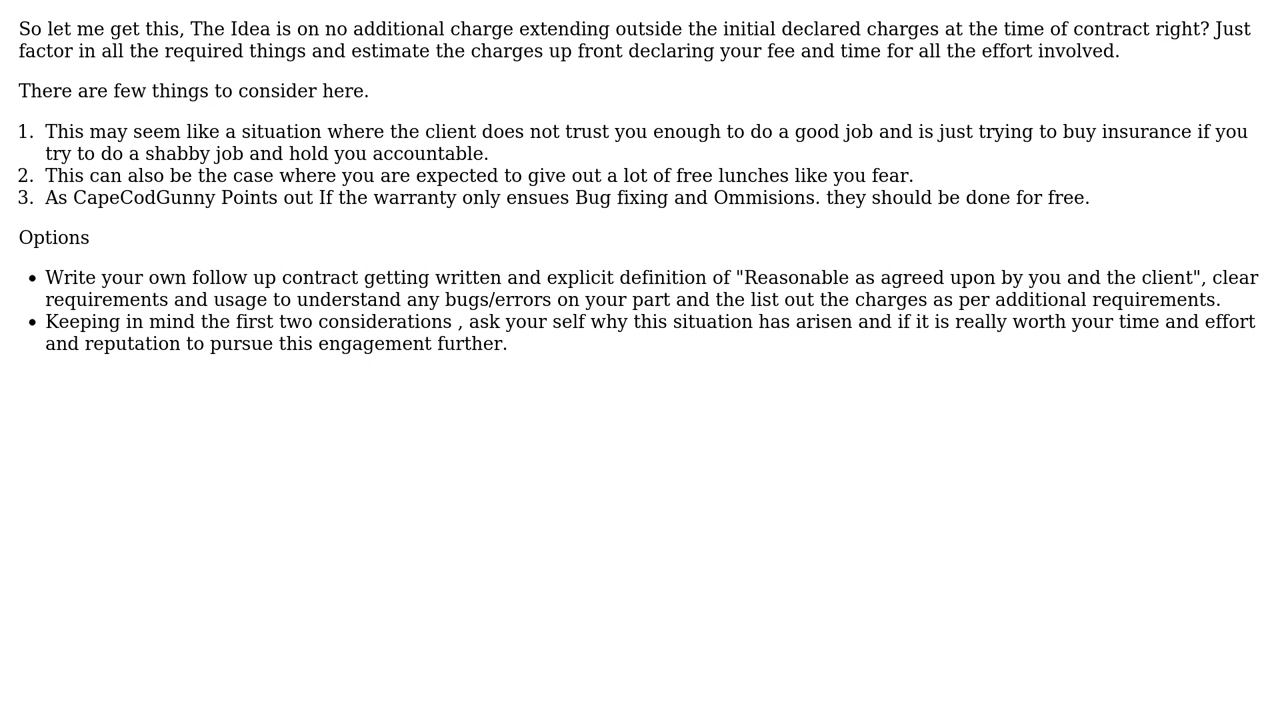 So let me get this, The Idea is on no additional charge extending outside the initial declared charges at the time of contract right? Just
factor in all the required things and estimate the charges up front declaring your fee and time for all the effort involved.
There are few things to consider here.
1. This may seem like a situation where the client does not trust you enough to do a good job and is just trying to buy insurance if you
try to do a shabby job and hold you accountable.
2. This can also be the case where you are expected to give out a lot of free lunches like you fear.
3. As CapeCodGunny Points out If the warranty only ensues Bug fixing and Ommisions. they should be done for free.
Options
• Write your own follow up contract getting written and explicit definition of "Reasonable as agreed upon by you and the client", clear
requirements and usage to understand any bugs/errors on your part and the list out the charges as per additional requirements.
• Keeping in mind the first two considerations , ask your self why this situation has arisen and if it is really worth your time and effort
and reputation to pursue this engagement further.